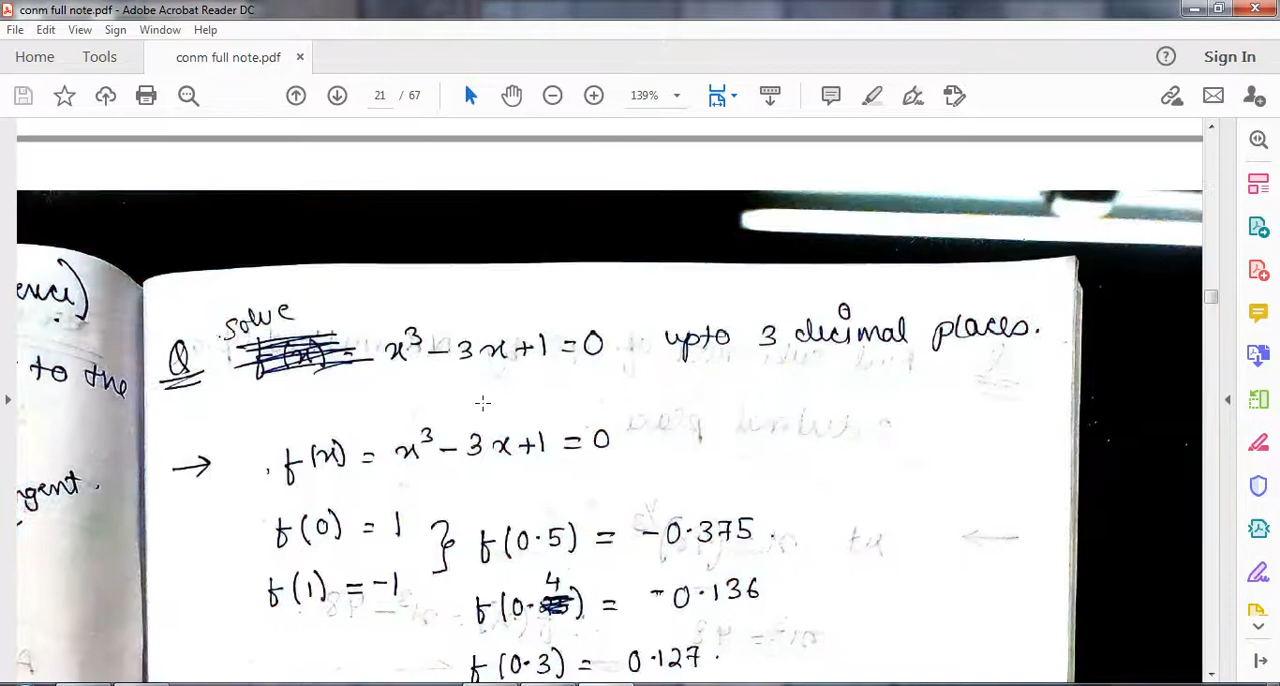 conm full note.pdf - Adobe Acrobat Reader DC
File Edit View Sign Window Help
Home Tools conm full note.pdf × Sign In
21 / 67 139%
ence)
to the
ngent.
solve
Q x³ - 3x + 1 = 0 upto 3 decimal places.
→ f(x) = x³ - 3x + 1 = 0
f(0) = 1 } f(0.5) = -0.375
f(1) = -1 f(0.4) = -0.136
f(0.3) = 0.127